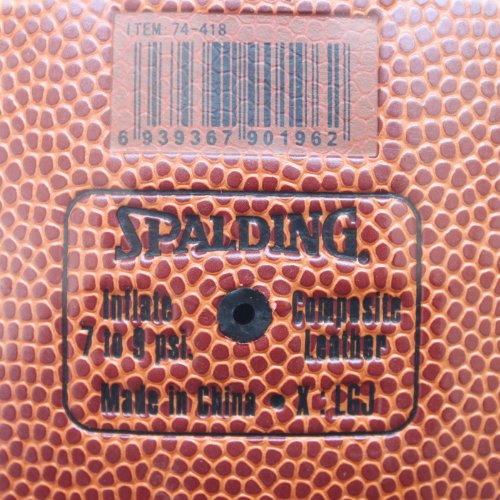 ITEM: 74-418
6 939367 901962
SPALDING
Inflate Composite
7 to 9 psi. Leather
Made in China • X : LGJ